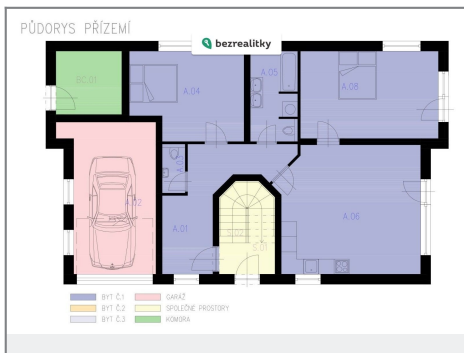 PŮDORYS PŘÍZEMÍ
bezrealitky
A.04
A.05
A.08
A.02
A.01
A.06
S.01
BYT Č.1
GARÁŽ
BYT Č.2
SPOLEČNÉ PROSTORY
BYT Č.3
KOMORA